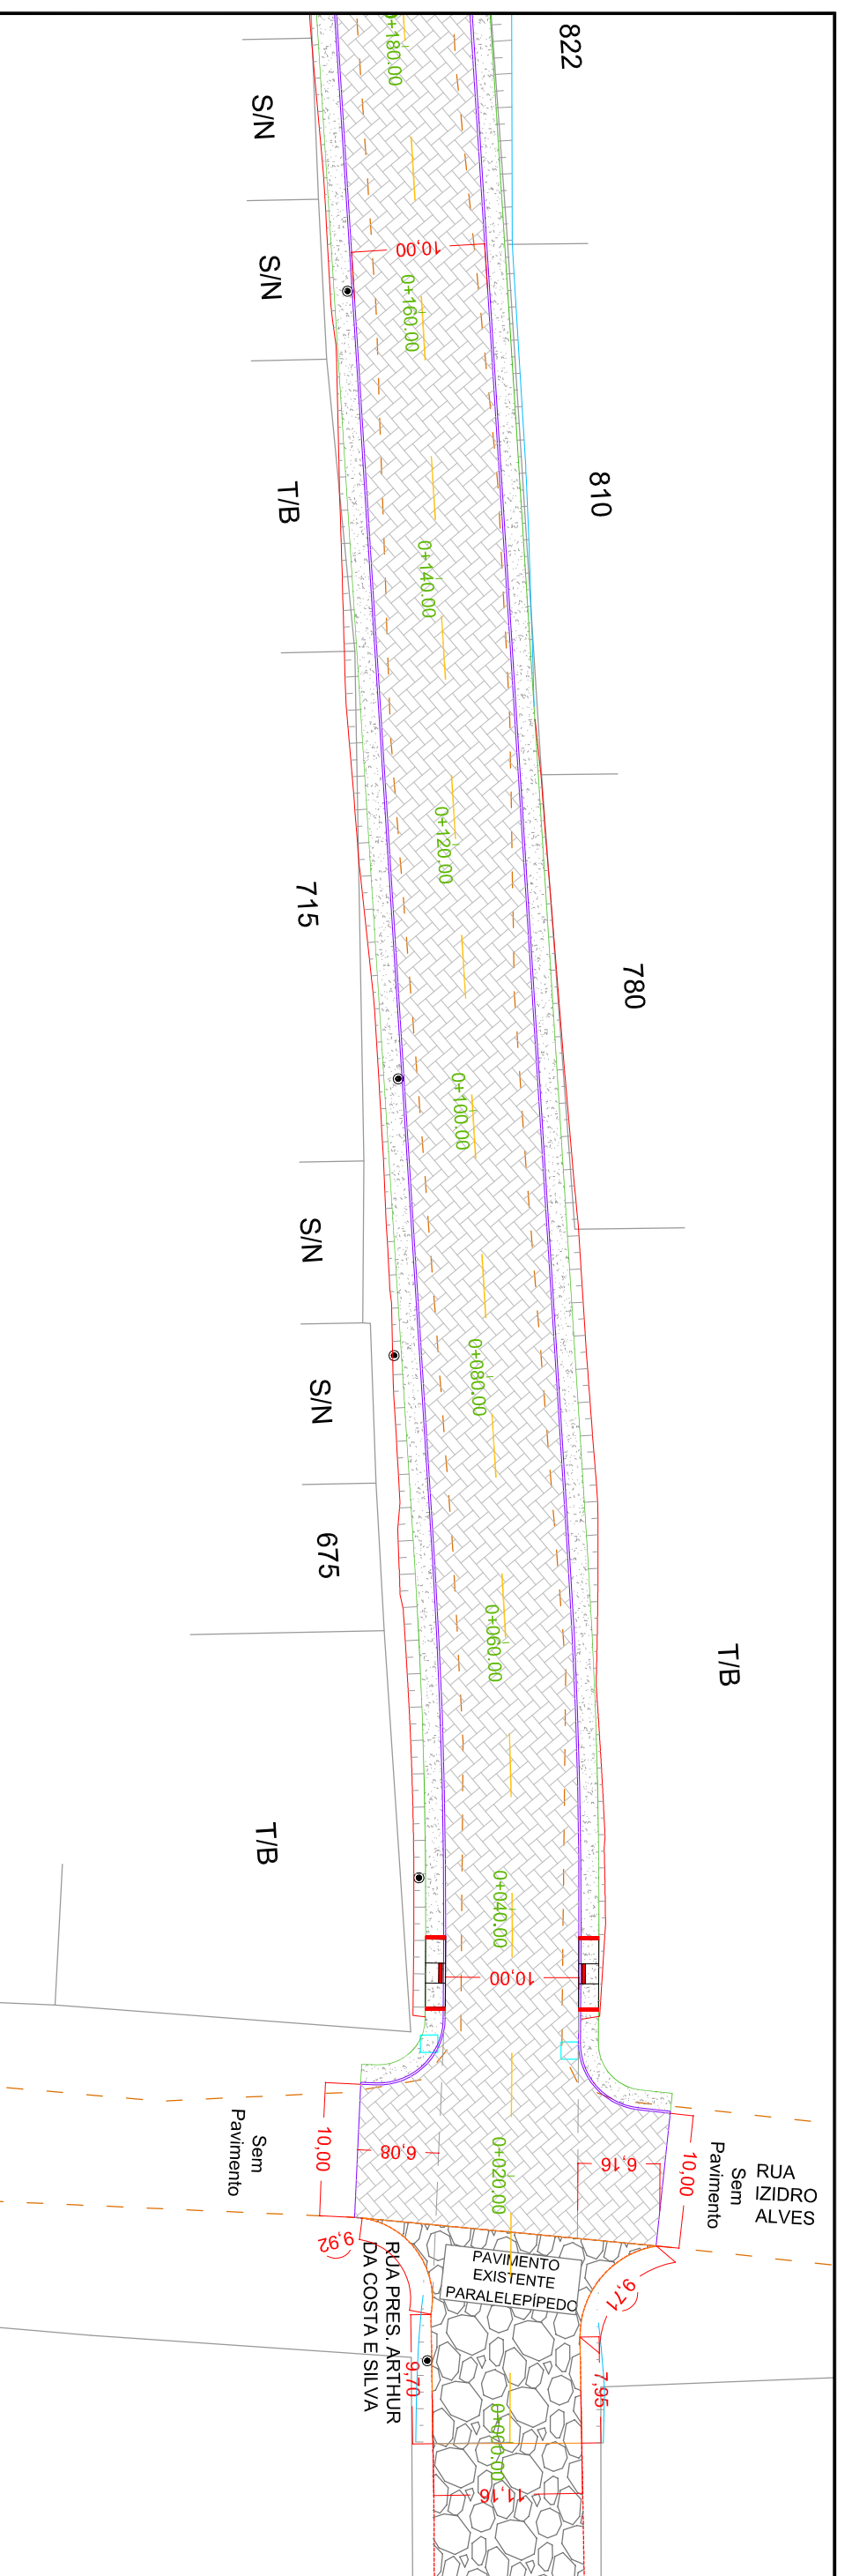 822
0+180.00
S/N
10,00
S/N
0+160.00
810
T/B
0+140.00
0+120.00
715
780
0+100.00
S/N
0+080.00
S/N
675
0+060.00
T/B
T/B
0+040.00
10,00
10,00
Sem
Pavimento
6,08
0+020.00
6,16
10,00
Sem
Pavimento
RUA
IZIDRO
ALVES
9,92
RUA PRES. ARTHUR
DA COSTA E SILVA
PAVIMENTO
EXISTENTE
PARALELEPÍPEDO
9,71
9,70
7,95
0+000.00
11,16